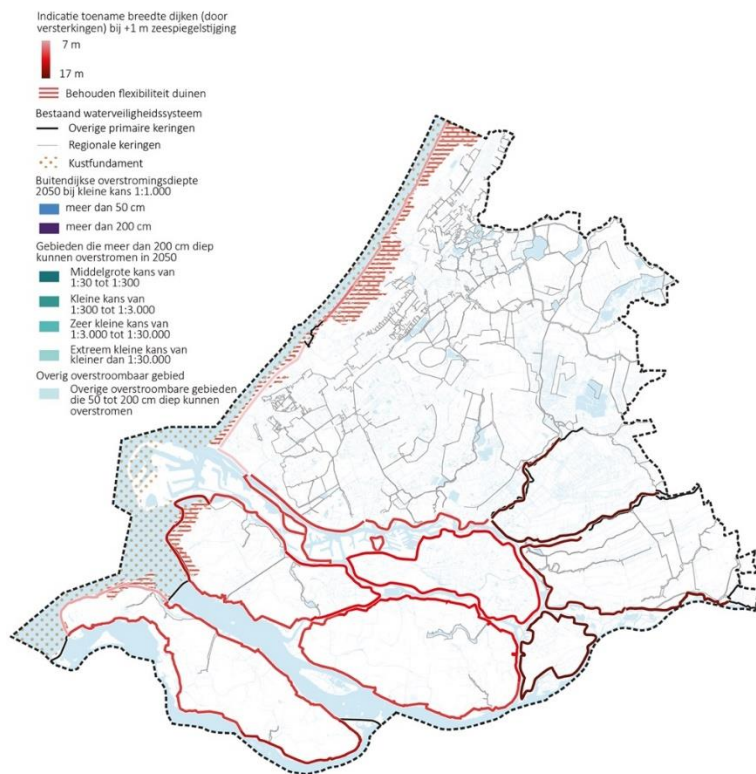 Indicatie toename breedte dijken (door
versterkingen) bij +1 m zeespiegelstijging
7 m
17 m
Behouden flexibiliteit duinen
Bestaand waterveiligheidssysteem
Overige primaire keringen
Regionale keringen
Kustfundament
Buitendijkse overstromingsdiepte
2050 bij kleine kans 1:1.000
meer dan 50 cm
meer dan 200 cm
Gebieden die meer dan 200 cm diep
kunnen overstromen in 2050
Middelgrote kans van
1:30 tot 1:300
Kleine kans van
1:300 tot 1:3.000
Zeer kleine kans van
1:3.000 tot 1:30.000
Extreem kleine kans van
kleiner dan 1:30.000
Overig overstroombaar gebied
Overige overstroombare gebieden
die 50 tot 200 cm diep kunnen
overstromen